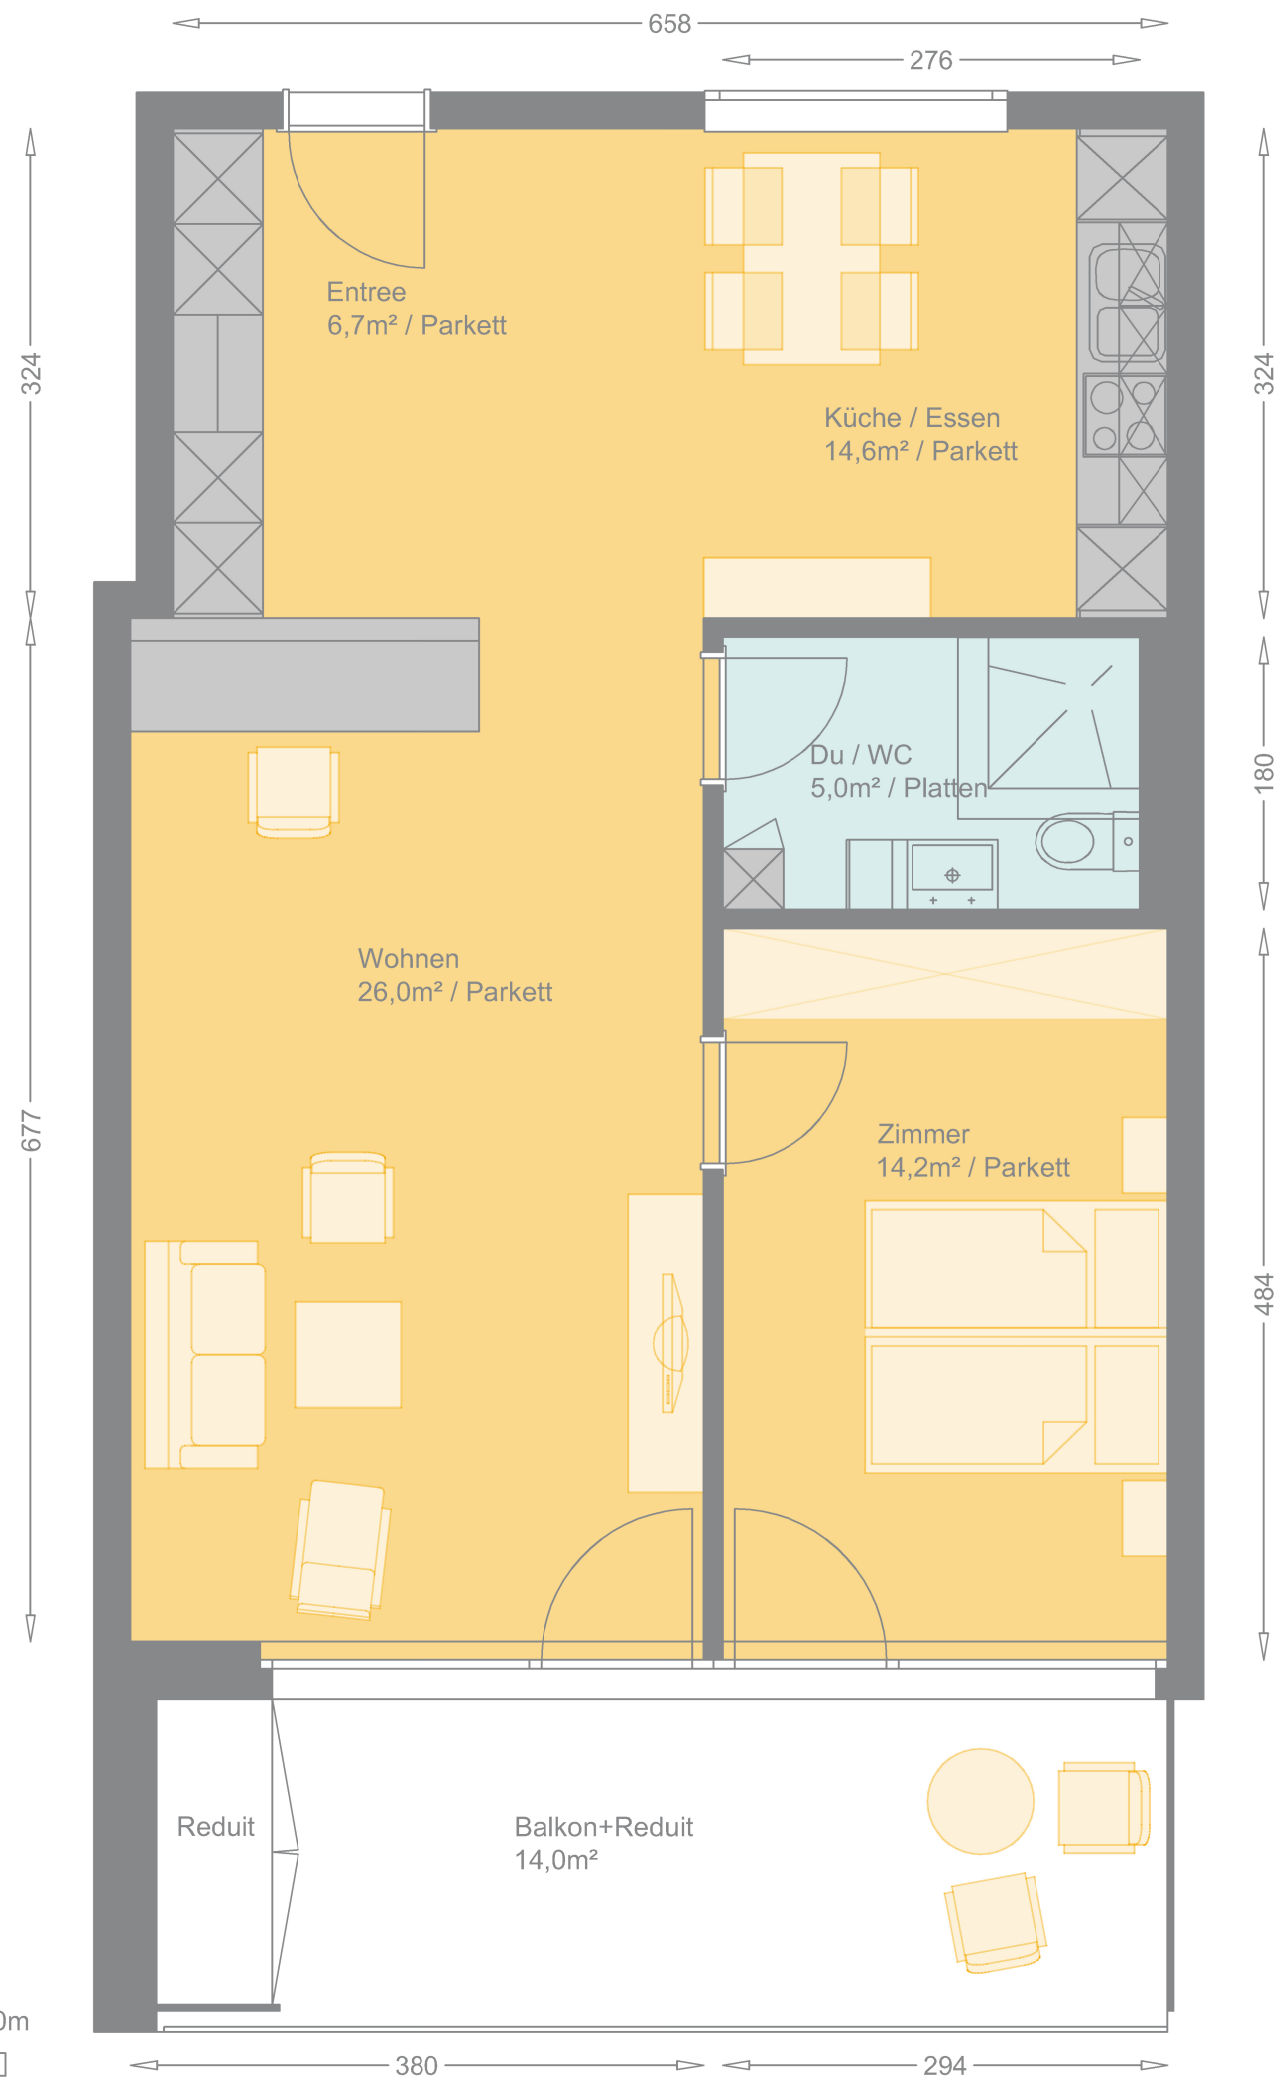 658
276
324
324
Entree
6,7m² / Parkett
Küche / Essen
14,6m² / Parkett
Du / WC
5,0m² / Platten
180
Wohnen
26,0m² / Parkett
677
Zimmer
14,2m² / Parkett
484
Reduit
Balkon+Reduit
14,0m²
0m
380
294